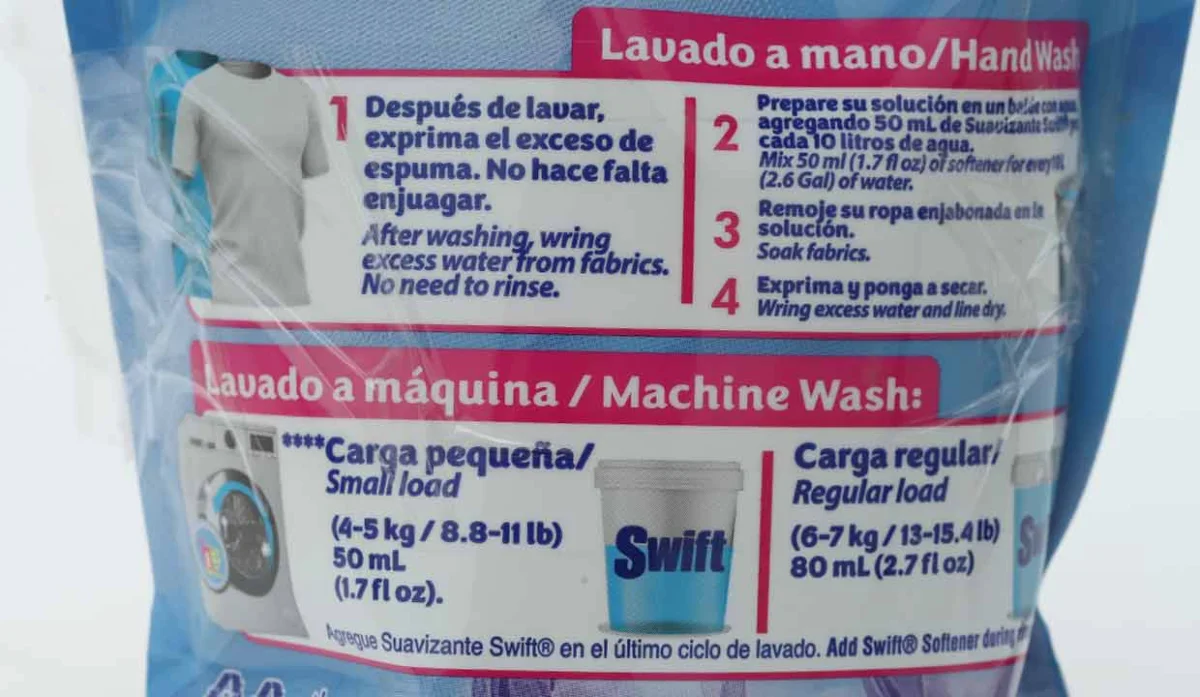 Lavado a mano/Hand Wash
1 Después de lavar,
exprima el exceso de
espuma. No hace falta
enjuagar.
After washing, wring
excess water from fabrics.
No need to rinse.
2 Prepare su solución en un balde con agua,
agregando 50 mL de Suavizante Swift®
cada 10 litros de agua.
Mix 50 ml (1.7 fl oz) of softener for every 10 L
(2.6 Gal) of water.
3 Remoje su ropa enjabonada en la
solución.
Soak fabrics.
4 Exprima y ponga a secar.
Wring excess water and line dry.
Lavado a máquina / Machine Wash:
****Carga pequeña/
Small load
(4-5 kg / 8.8-11 lb)
50 mL
(1.7 fl oz).
Swift
Carga regular/
Regular load
(6-7 kg / 13-15.4 lb)
80 mL (2.7 fl oz)
Agregue Suavizante Swift® en el último ciclo de lavado. Add Swift® Softener during